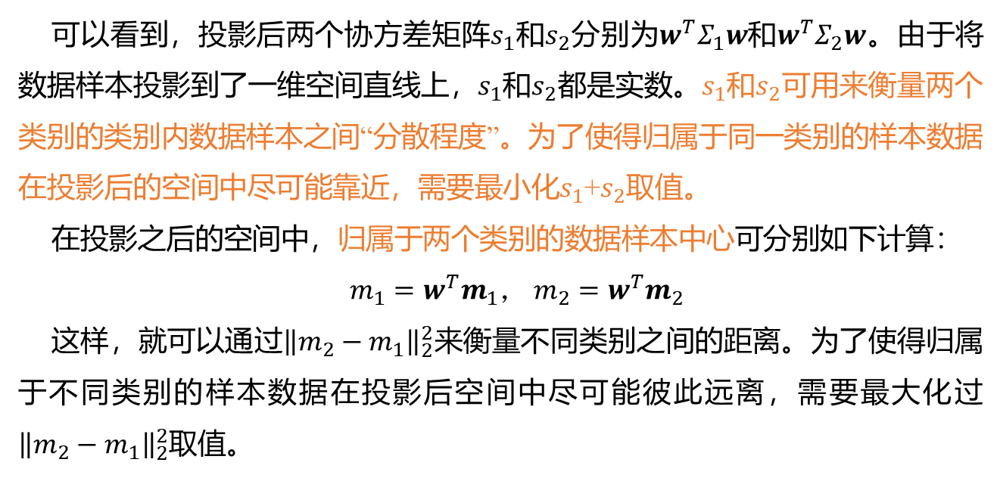 可以看到，投影后两个协方差矩阵𝑠₁和𝑠₂分别为𝒘ᵀ𝛴₁𝒘和𝒘ᵀ𝛴₂𝒘。由于将
数据样本投影到了一维空间直线上，𝑠₁和𝑠₂都是实数。𝑠₁和𝑠₂可用来衡量两个
类别的类别内数据样本之间“分散程度”。为了使得归属于同一类别的样本数据
在投影后的空间中尽可能靠近，需要最小化𝑠₁+𝑠₂取值。
在投影之后的空间中，归属于两个类别的数据样本中心可分别如下计算：
𝑚₁ = 𝒘ᵀ𝒎₁， 𝑚₂ = 𝒘ᵀ𝒎₂
这样，就可以通过‖𝑚₂ − 𝑚₁‖₂²来衡量不同类别之间的距离。为了使得归属
于不同类别的样本数据在投影后空间中尽可能彼此远离，需要最大化过
‖𝑚₂ − 𝑚₁‖₂²取值。